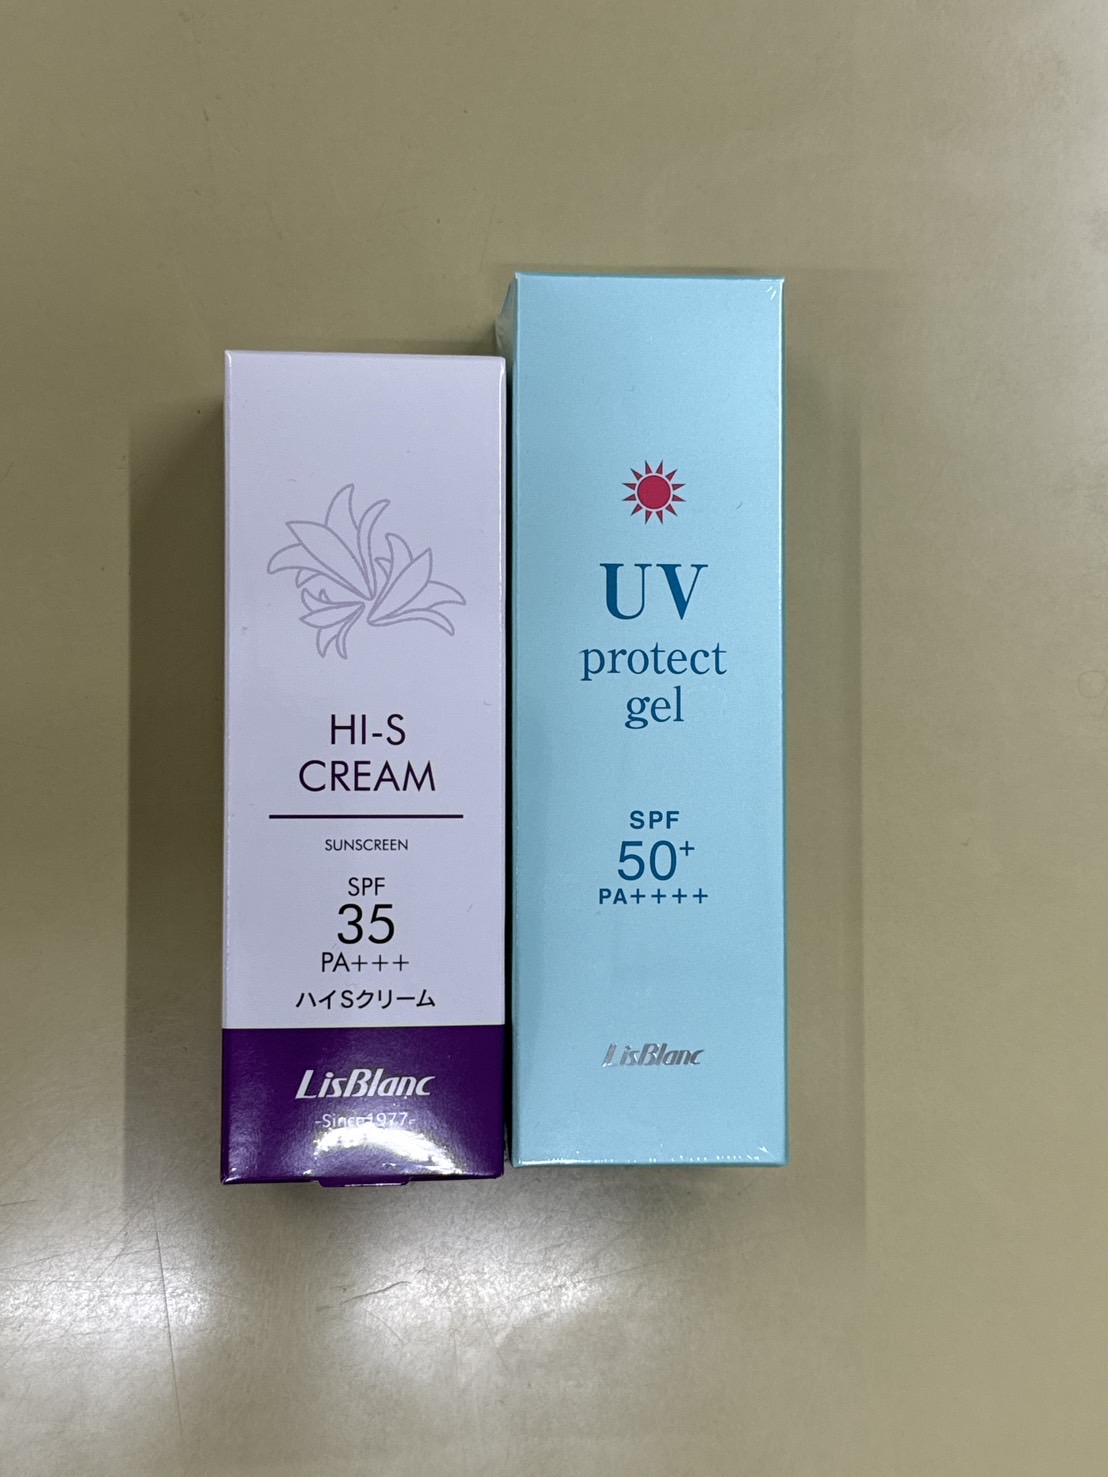 HI-S
CREAM
SUNSCREEN
SPF
35
PA+++
ハイSクリーム
LisBlanc
-Since1977-
UV
protect
gel
SPF
50+
PA++++
LisBlanc